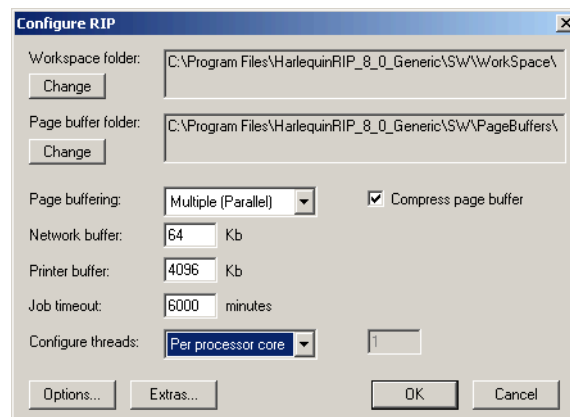 Configure RIP
Workspace folder: C:\Program Files\HarlequinRIP_8_0_Generic\SW\WorkSpace\
Change
Page buffer folder: C:\Program Files\HarlequinRIP_8_0_Generic\SW\PageBuffers\
Change
Page buffering: Multiple (Parallel) Compress page buffer
Network buffer: 64 Kb
Printer buffer: 4096 Kb
Job timeout: 6000 minutes
Configure threads: Per processor core 1
Options... Extras... OK Cancel